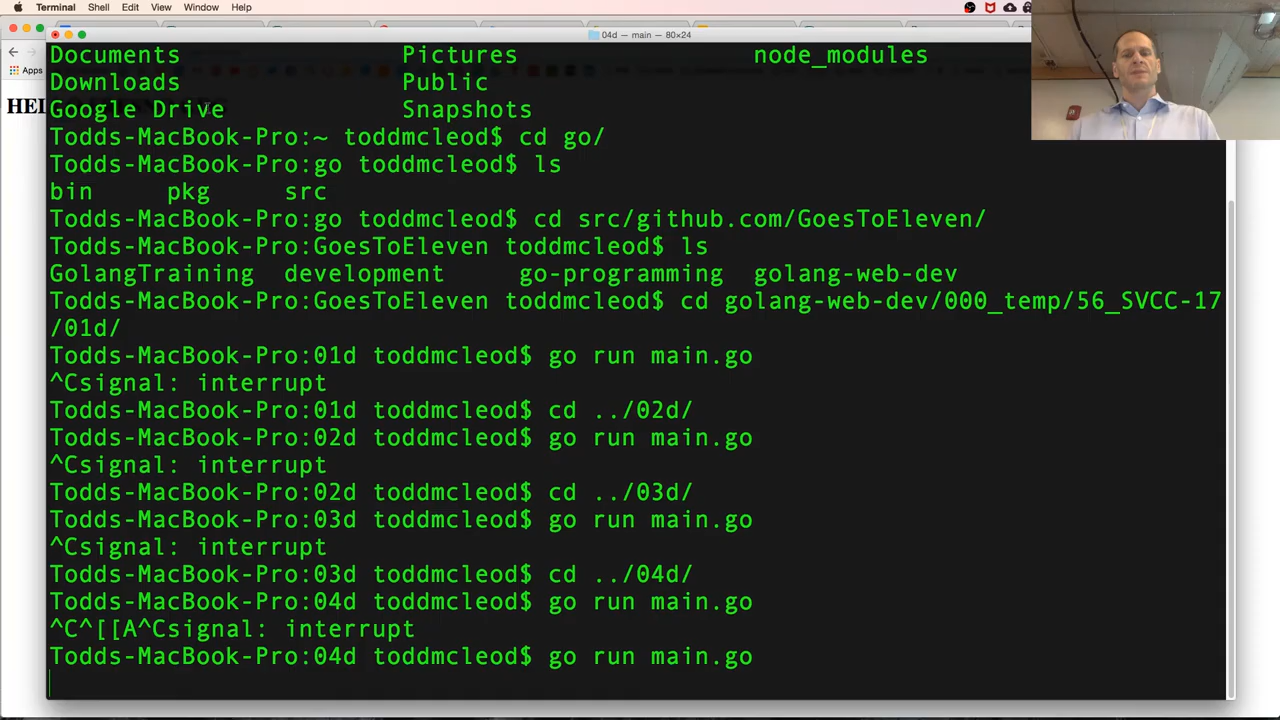 Terminal Shell Edit View Window Help
04d — main — 80×24
Apps
HEL
Documents Pictures node_modules
Downloads Public
Google Drive Snapshots
Todds-MacBook-Pro:~ toddmcleod$ cd go/
Todds-MacBook-Pro:go toddmcleod$ ls
bin pkg src
Todds-MacBook-Pro:go toddmcleod$ cd src/github.com/GoesToEleven/
Todds-MacBook-Pro:GoesToEleven toddmcleod$ ls
GolangTraining development go-programming golang-web-dev
Todds-MacBook-Pro:GoesToEleven toddmcleod$ cd golang-web-dev/000_temp/56_SVCC-17
/01d/
Todds-MacBook-Pro:01d toddmcleod$ go run main.go
^Csignal: interrupt
Todds-MacBook-Pro:01d toddmcleod$ cd ../02d/
Todds-MacBook-Pro:02d toddmcleod$ go run main.go
^Csignal: interrupt
Todds-MacBook-Pro:02d toddmcleod$ cd ../03d/
Todds-MacBook-Pro:03d toddmcleod$ go run main.go
^Csignal: interrupt
Todds-MacBook-Pro:03d toddmcleod$ cd ../04d/
Todds-MacBook-Pro:04d toddmcleod$ go run main.go
^C^[[A^Csignal: interrupt
Todds-MacBook-Pro:04d toddmcleod$ go run main.go